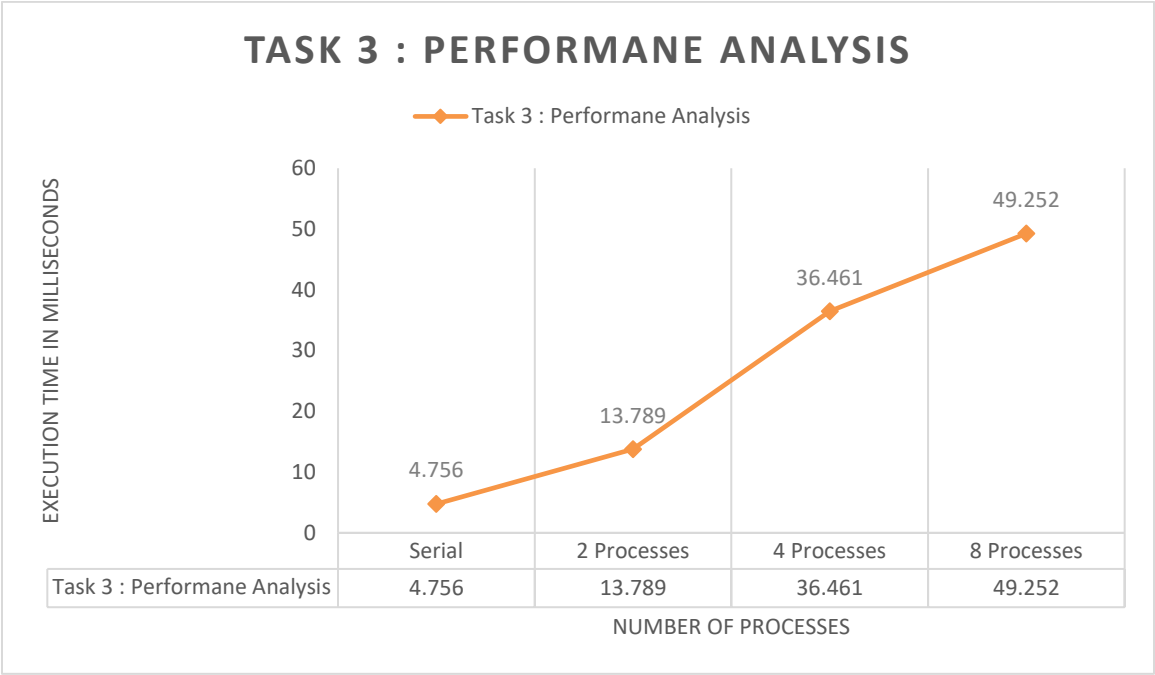 TASK 3 : PERFORMANE ANALYSIS
Task 3 : Performane Analysis
EXECUTION TIME IN MILLISECONDS
60
50
40
30
20
10
0
4.756
13.789
36.461
49.252
Serial 2 Processes 4 Processes 8 Processes
Task 3 : Performane Analysis 4.756 13.789 36.461 49.252
NUMBER OF PROCESSES